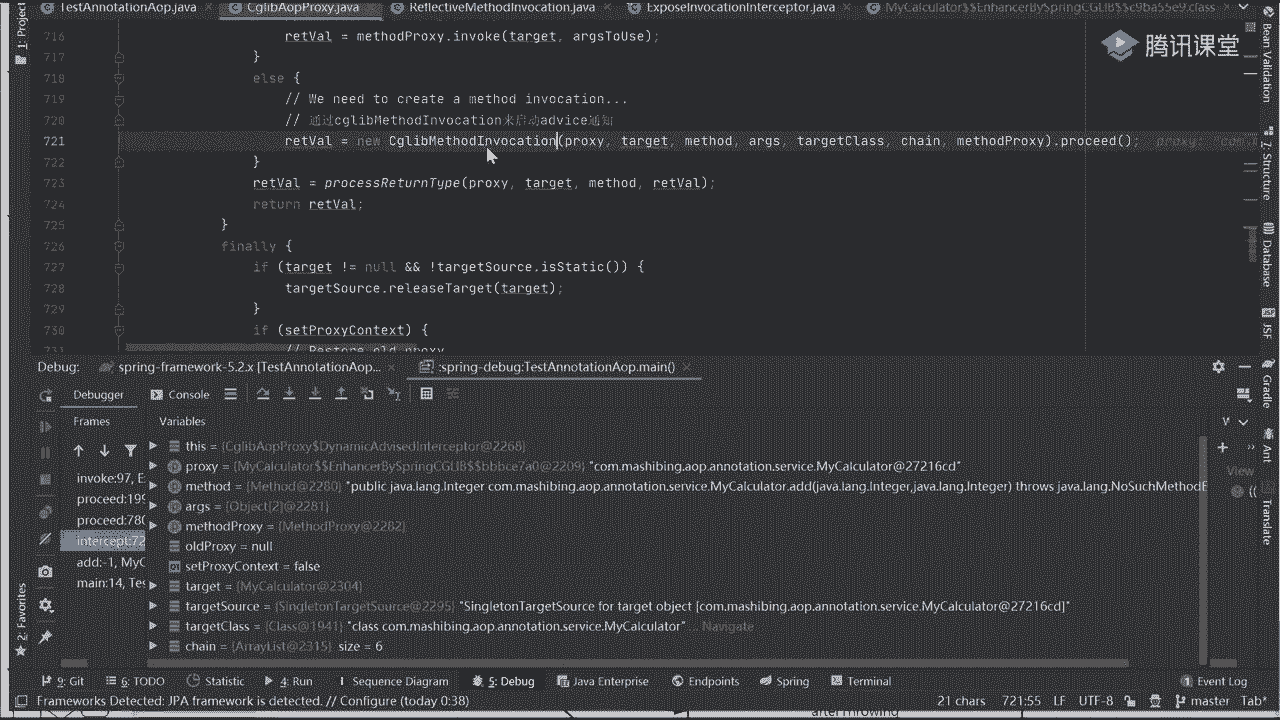 TestAnnotationAop.java
CglibAopProxy.java
ReflectiveMethodInvocation.java
ExposeInvocationInterceptor.java
MyCalculator$$EnhancerBySpringCGLIB$$c9ba55e9.class
腾讯课堂
1: Project
716 retVal = methodProxy.invoke(target, argsToUse);
717 }
718 else {
719 // We need to create a method invocation...
720 // 通过cglibMethodInvocation来启动advice通知
721 retVal = new CglibMethodInvocation(proxy, target, method, args, targetClass, chain, methodProxy).proceed();
722 }
723 retVal = processReturnType(proxy, target, method, retVal);
724 return retVal;
725 }
726 finally {
727 if (target != null && !targetSource.isStatic()) {
728 targetSource.releaseTarget(target);
729 }
730 if (setProxyContext) {
731 // Restore old proxy
Bean Validation
7: Structure
Database
JSF
Gradle
Ant
Translate
Debug:
spring-framework-5.2.x [TestAnnotationAop...
:spring-debug:TestAnnotationAop.main()
Debugger
Console
Frames
Variables
invoke:97, E
proceed:199
proceed:780
intercept:72
add:-1, MyC
main:14, Tes
this = {CglibAopProxy$DynamicAdvisedInterceptor@2268}
proxy = {MyCalculator$$EnhancerBySpringCGLIB$$bbbce7a0@2209} "com.mashibing.aop.annotation.service.MyCalculator@27216cd"
method = {Method@2280} "public java.lang.Integer com.mashibing.aop.annotation.service.MyCalculator.add(java.lang.Integer,java.lang.Integer) throws java.lang.NoSuchMethodE
args = {Object[2]@2281}
methodProxy = {MethodProxy@2282}
oldProxy = null
setProxyContext = false
target = {MyCalculator@2304}
targetSource = {SingletonTargetSource@2295} "SingletonTargetSource for target object [com.mashibing.aop.annotation.service.MyCalculator@27216cd]"
targetClass = {Class@1941} "class com.mashibing.aop.annotation.service.MyCalculator" ... Navigate
chain = {ArrayList@2315} size = 6
View
2: Favorites
9: Git
6: TODO
Statistic
4: Run
Sequence Diagram
5: Debug
Java Enterprise
Endpoints
Spring
Terminal
1 Event Log
Frameworks Detected: JPA framework is detected. // Configure (today 0:38)
21 chars
721:55
LF
UTF-8
master
Tab*
afterThrowing